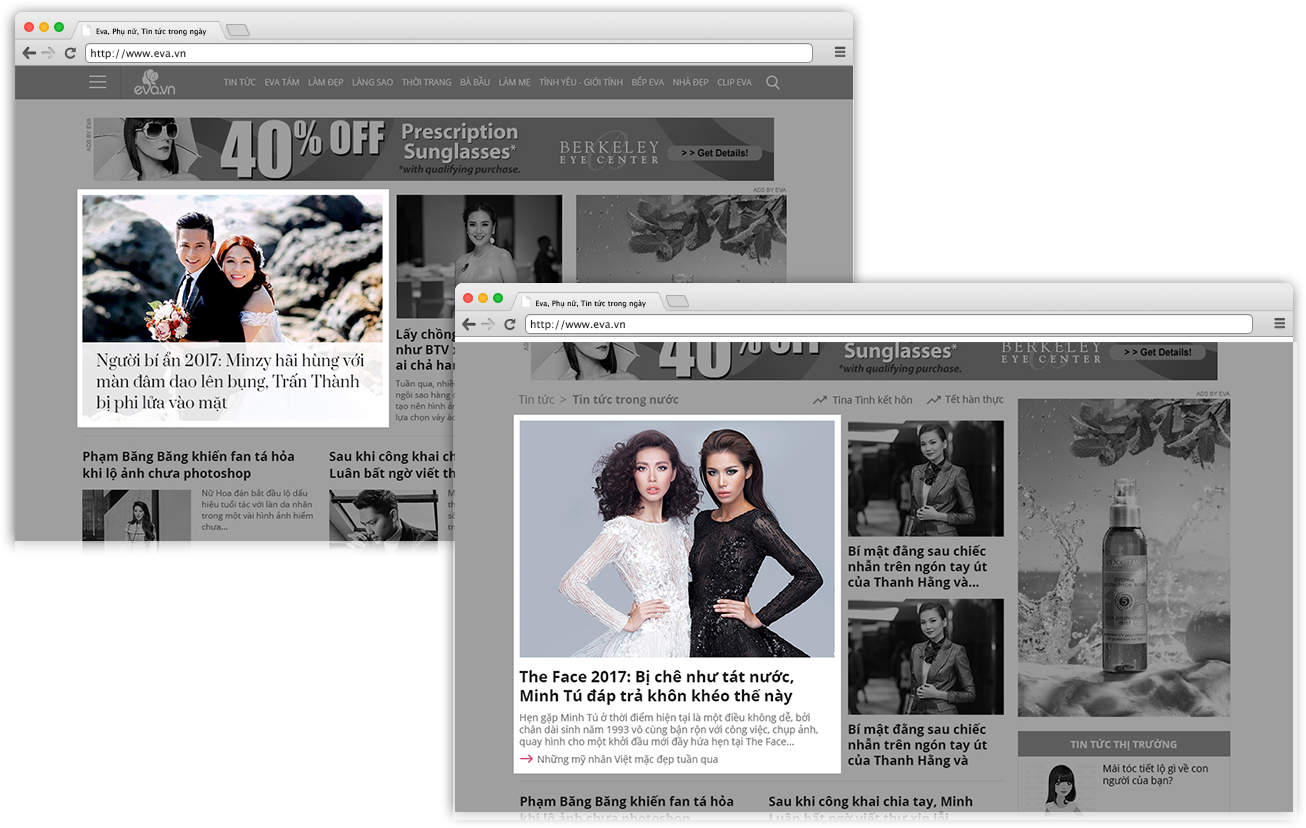 Eva, Phụ nữ, Tin tức trong ngày
http://www.eva.vn
eva.vn
TIN TỨC EVA TÁM LÀM ĐẸP LÀNG SAO THỜI TRANG BÀ BẦU LÀM MẸ TÌNH YÊU - GIỚI TÍNH BẾP EVA NHÀ ĐẸP CLIP EVA
ADS BY EVA
40% OFF
Prescription
Sunglasses*
*with qualifying purchase.
BERKELEY
EYE CENTER
> > Get Details!
ADS BY EVA
Người bí ẩn 2017: Minzy hãi hùng với
màn đâm dao lên bụng, Trấn Thành
bị phi lửa vào mặt
Lấy chồng
như BTV
ai chả
Tuần qua, nhiều
ngôi sao hàng
tạo nên hình
lựa chọn váy
Phạm Băng Băng khiến fan tá hỏa
khi lộ ảnh chưa photoshop
Nữ Hoa đán bắt đầu lộ dấu
hiệu tuổi tác với làn da nhăn
trong một vài hình ảnh hiếm
chưa...
Sau khi công khai
Luân bất ngờ viết
Eva, Phụ nữ, Tin tức trong ngày
http://www.eva.vn
40% OFF
Sunglasses*
*with qualifying purchase.
BERKELEY
EYE CENTER
> > Get Details!
ADS BY EVA
Tin tức > Tin tức trong nước
Tina Tình kết hôn
Tết hàn thực
The Face 2017: Bị chê như tát nước,
Minh Tú đáp trả khôn khéo thế này
Hẹn gặp Minh Tú ở thời điểm hiện tại là một điều không dễ, bởi
chân dài sinh năm 1993 vô cùng bận rộn với công việc, chụp ảnh,
quay hình cho một khởi đầu mới đầy hứa hẹn tại The Face...
Những mỹ nhân Việt mặc đẹp tuần qua
Bí mật đằng sau chiếc
nhẫn trên ngón tay út
của Thanh Hằng và...
Bí mật đằng sau chiếc
nhẫn trên ngón tay út
của Thanh Hằng và
TIN TỨC THỊ TRƯỜNG
Mái tóc tiết lộ gì về con
người của bạn?
Phạm Băng Băng khiến fan tá hỏa
khi lộ ảnh chưa photoshop
Sau khi công khai chia tay, Minh
Luân bất ngờ viết thư xin lỗi